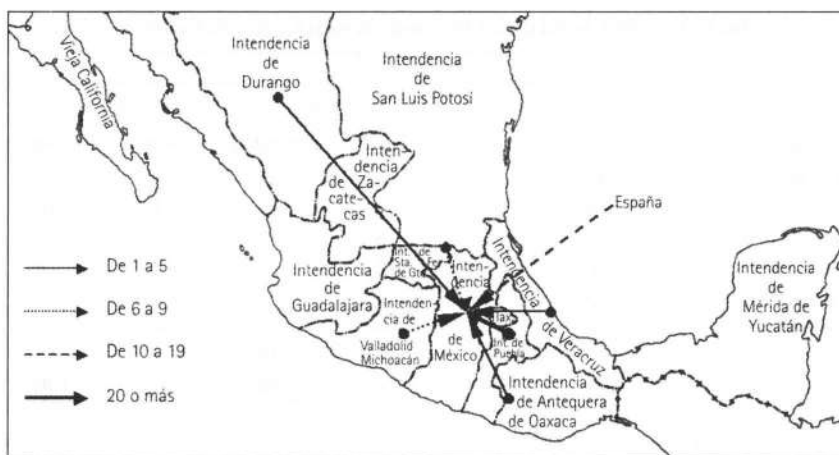 Vieja California
Intendencia
de
Durango
Intendencia
de
San Luis Potosí
Inten-
dencia
de Za-
catecas
España
De 1 a 5
De 6 a 9
De 10 a 19
20 o más
Intendencia
de
Guadalajara
Int. de
Sta. Fe
de Gto.
Inten-
dencia
de México
Intenden-
cia de
Valladolid
Michoacán
Tlax.
Int. de
Puebla
Intendencia
de Veracruz
Intendencia
de Antequera
de Oaxaca
Intendencia
de
Mérida de
Yucatán